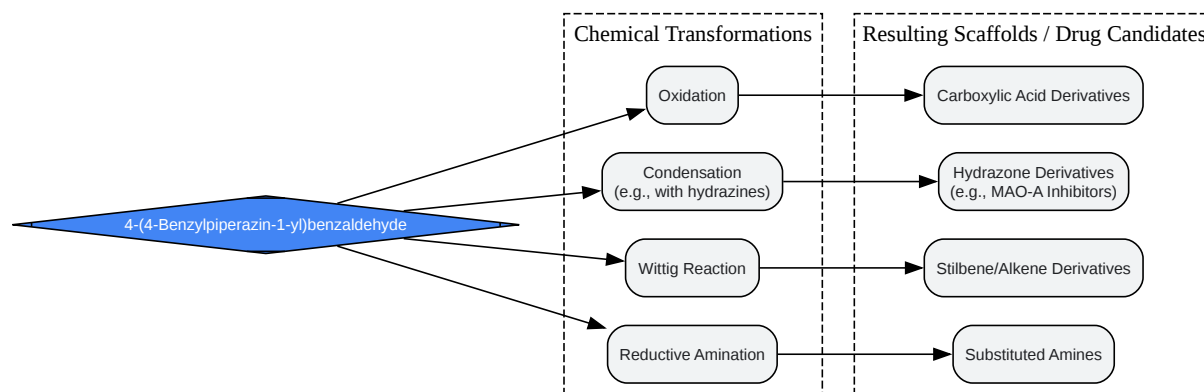 Chemical Transformations
Resulting Scaffolds / Drug Candidates
Oxidation
Carboxylic Acid Derivatives
Condensation
(e.g., with hydrazines)
Hydrazone Derivatives
(e.g., MAO-A Inhibitors)
4-(4-Benzylpiperazin-1-yl)benzaldehyde
Wittig Reaction
Stilbene/Alkene Derivatives
Reductive Amination
Substituted Amines